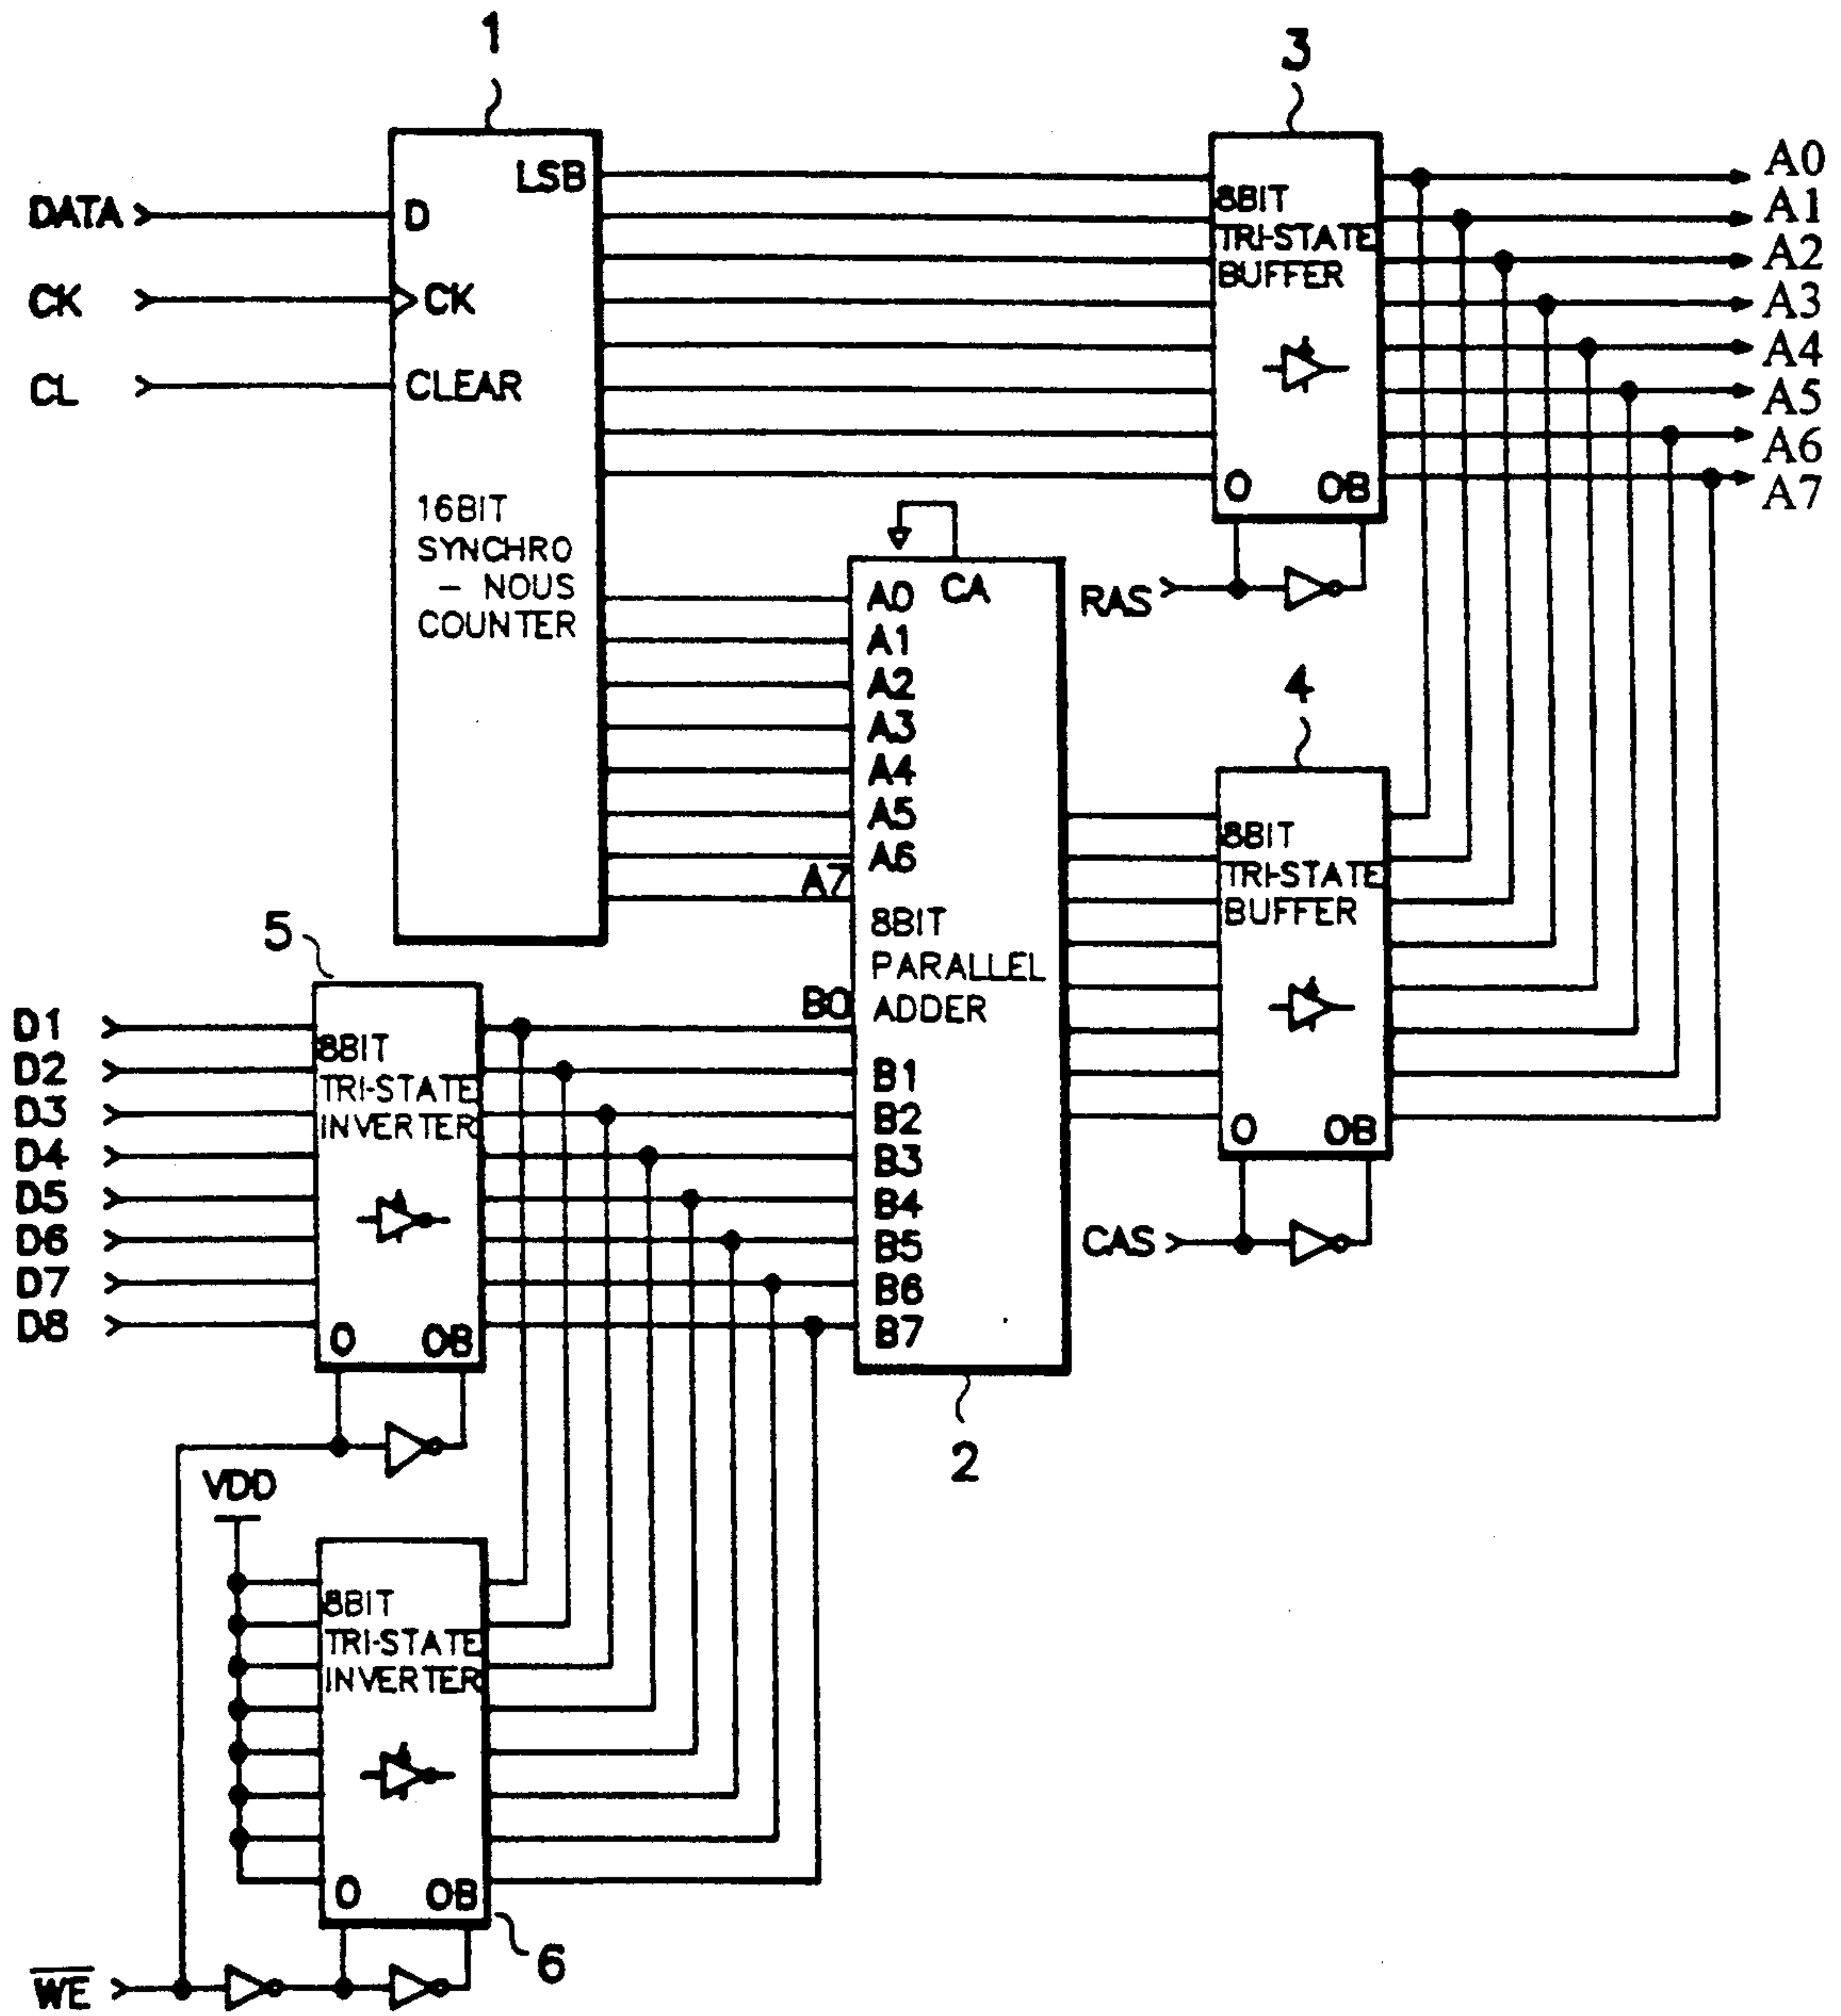 1
3
LSB
DATA
D
CK
CK
CL
CLEAR
16BIT
SYNCHRO
- NOUS
COUNTER
8BIT
TRI-STATE
BUFFER
O OB
A0
A1
A2
A3
A4
A5
A6
A7
RAS
CA
A0
A1
A2
A3
A4
A5
A6
A7
8BIT
PARALLEL
ADDER
B0
B1
B2
B3
B4
B5
B6
B7
2
4
8BIT
TRI-STATE
BUFFER
O OB
CAS
5
D1
D2
D3
D4
D5
D6
D7
D8
8BIT
TRI-STATE
INVERTER
O OB
VDD
8BIT
TRI-STATE
INVERTER
O OB
6
W̅E̅